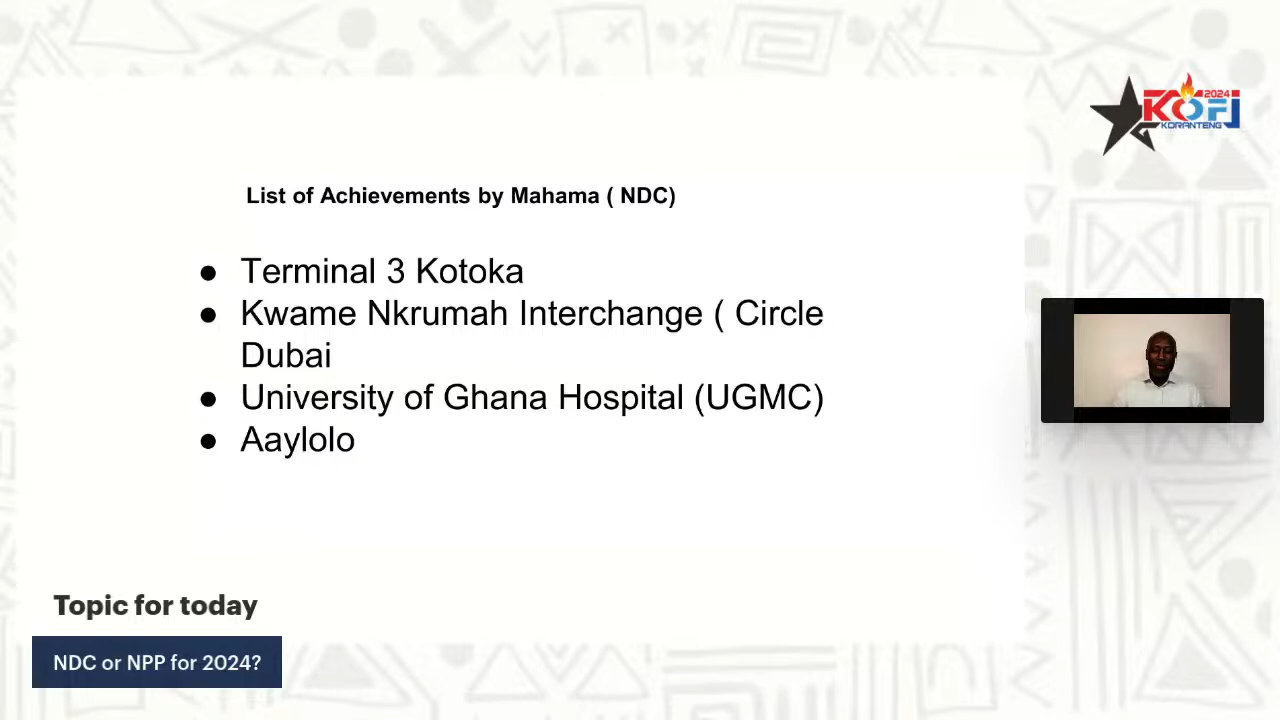 2024
KOFI
KORANTENG
List of Achievements by Mahama ( NDC)
● Terminal 3 Kotoka
● Kwame Nkrumah Interchange ( Circle
Dubai
● University of Ghana Hospital (UGMC)
● Aaylolo
Topic for today
NDC or NPP for 2024?